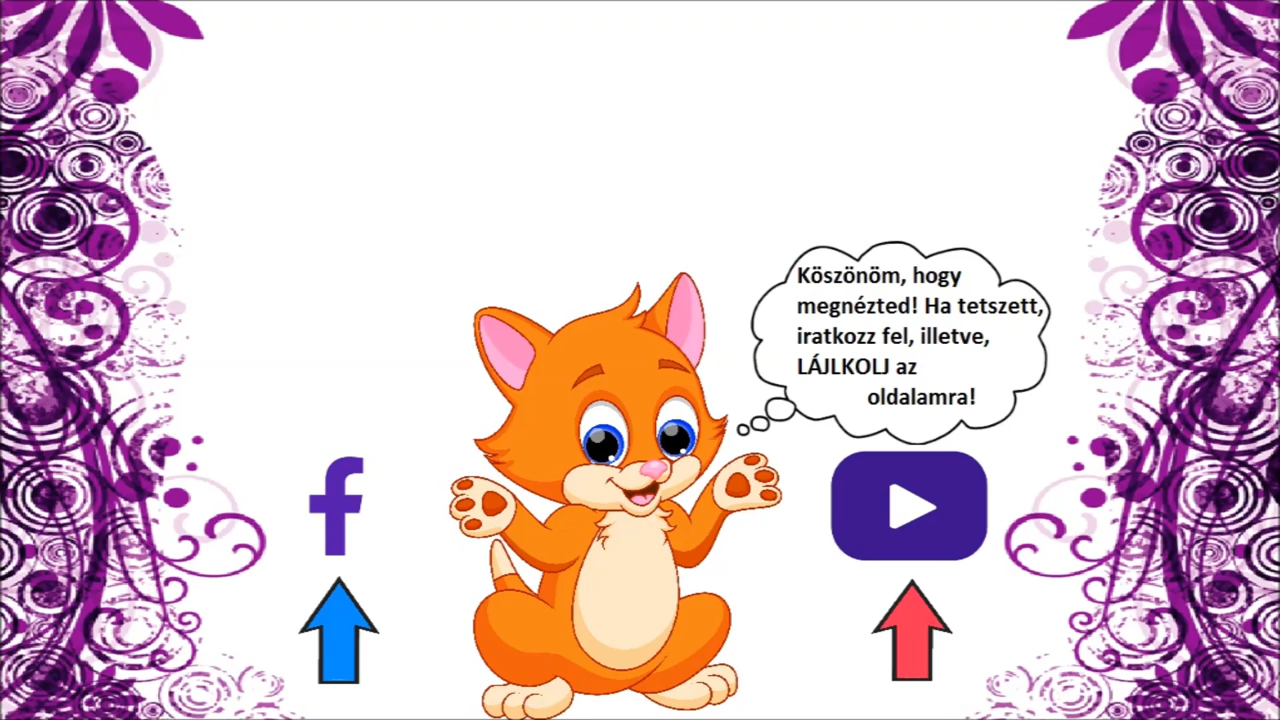 Köszönöm, hogy
megnézted! Ha tetszett,
iratkozz fel, illetve,
LÁJLKOLJ az
oldalamra!